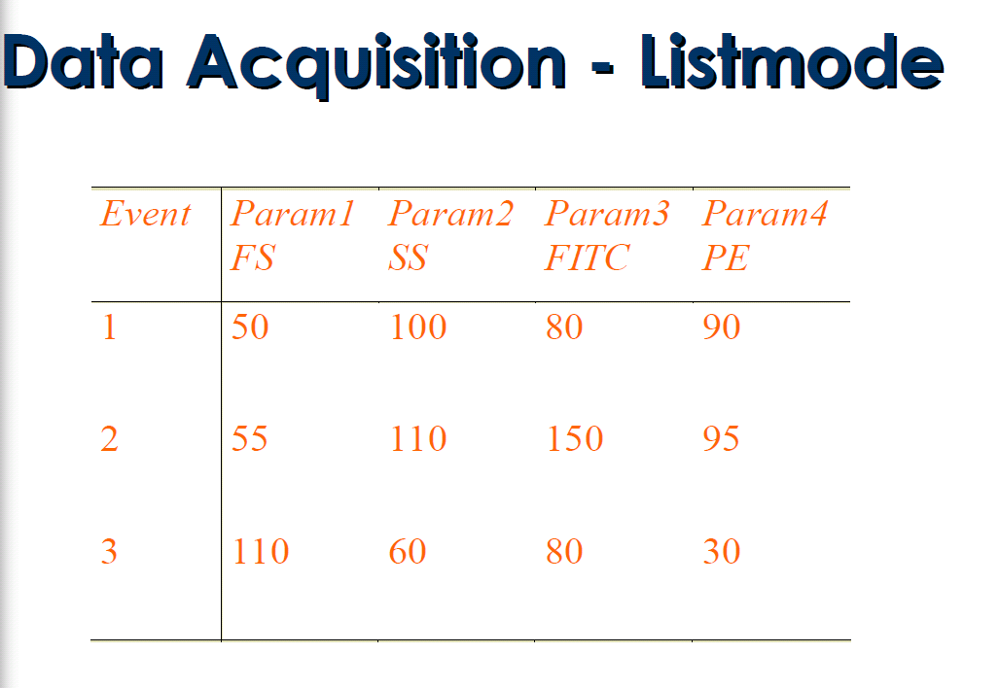 Data Acquisition - Listmode
Event Param1 Param2 Param3 Param4
FS SS FITC PE
1 50 100 80 90
2 55 110 150 95
3 110 60 80 30